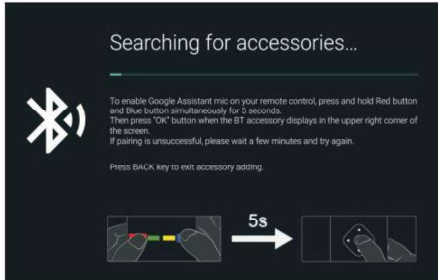 Searching for accessories...
To enable Google Assistant mic on your remote control, press and hold Red button
and Blue button simultaneously for 5 seconds.
Then press "OK" button when the BT accessory displays in the upper right corner of
the screen.
If pairing is unsuccessful, please wait a few minutes and try again.
Press BACK key to exit accessory adding.
5s